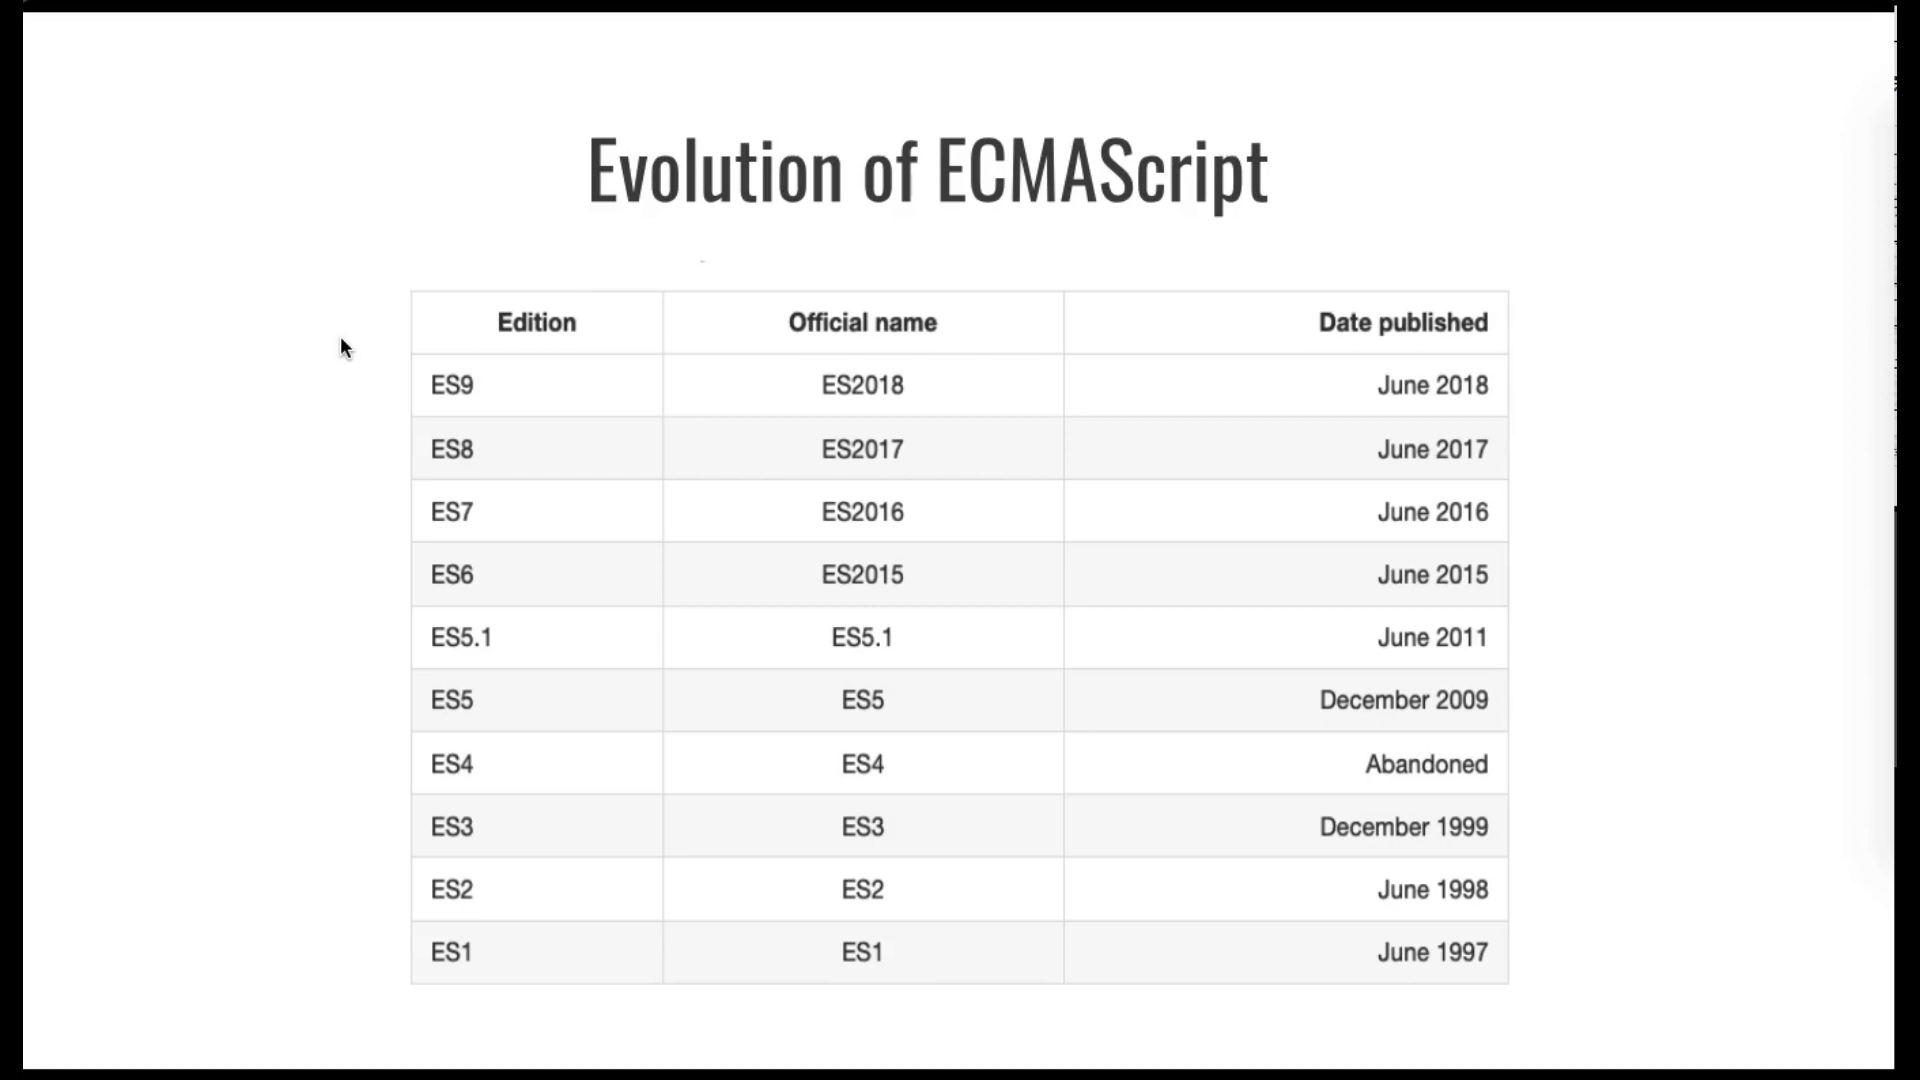 Evolution of ECMAScript
Edition Official name Date published
ES9 ES2018 June 2018
ES8 ES2017 June 2017
ES7 ES2016 June 2016
ES6 ES2015 June 2015
ES5.1 ES5.1 June 2011
ES5 ES5 December 2009
ES4 ES4 Abandoned
ES3 ES3 December 1999
ES2 ES2 June 1998
ES1 ES1 June 1997